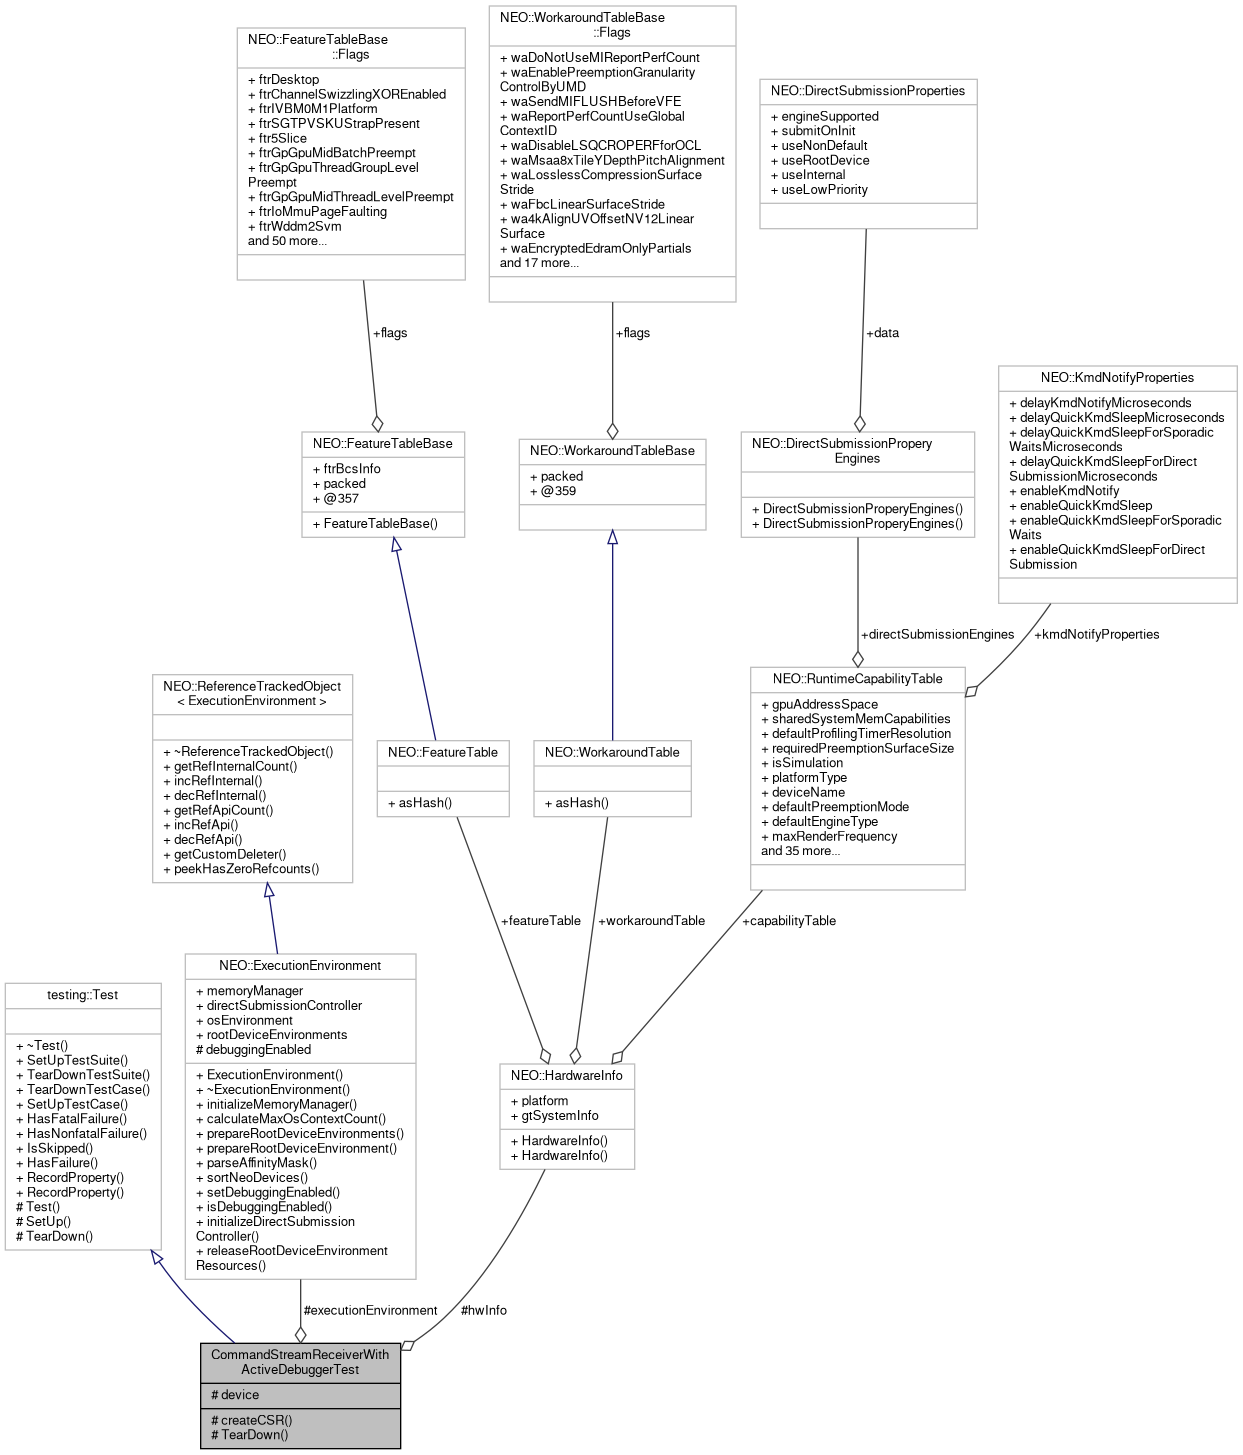 NEO::FeatureTableBase
::Flags
+ ftrDesktop
+ ftrChannelSwizzlingXOREnabled
+ ftrIVBM0M1Platform
+ ftrSGTPVSKUStrapPresent
+ ftr5Slice
+ ftrGpGpuMidBatchPreempt
+ ftrGpGpuThreadGroupLevel
Preempt
+ ftrGpGpuMidThreadLevelPreempt
+ ftrIoMmuPageFaulting
+ ftrWddm2Svm
and 50 more...
NEO::WorkaroundTableBase
::Flags
+ waDoNotUseMIReportPerfCount
+ waEnablePreemptionGranularity
ControlByUMD
+ waSendMIFLUSHBeforeVFE
+ waReportPerfCountUseGlobal
ContextID
+ waDisableLSQCROPERFforOCL
+ waMsaa8xTileYDepthPitchAlignment
+ waLosslessCompressionSurface
Stride
+ waFbcLinearSurfaceStride
+ wa4kAlignUVOffsetNV12Linear
Surface
+ waEncryptedEdramOnlyPartials
and 17 more...
NEO::DirectSubmissionProperties
+ engineSupported
+ submitOnInit
+ useNonDefault
+ useRootDevice
+ useInternal
+ useLowPriority
+flags
+flags
+data
NEO::KmdNotifyProperties
+ delayKmdNotifyMicroseconds
+ delayQuickKmdSleepMicroseconds
+ delayQuickKmdSleepForSporadic
WaitsMicroseconds
+ delayQuickKmdSleepForDirect
SubmissionMicroseconds
+ enableKmdNotify
+ enableQuickKmdSleep
+ enableQuickKmdSleepForSporadic
Waits
+ enableQuickKmdSleepForDirect
Submission
NEO::FeatureTableBase
+ ftrBcsInfo
+ packed
+ @357
+ FeatureTableBase()
NEO::WorkaroundTableBase
+ packed
+ @359
NEO::DirectSubmissionPropery
Engines
+ DirectSubmissionProperyEngines()
+ DirectSubmissionProperyEngines()
+directSubmissionEngines
+kmdNotifyProperties
NEO::ReferenceTrackedObject
< ExecutionEnvironment >
+ ~ReferenceTrackedObject()
+ getRefInternalCount()
+ incRefInternal()
+ decRefInternal()
+ getRefApiCount()
+ incRefApi()
+ decRefApi()
+ getCustomDeleter()
+ peekHasZeroRefcounts()
NEO::FeatureTable
+ asHash()
NEO::WorkaroundTable
+ asHash()
NEO::RuntimeCapabilityTable
+ gpuAddressSpace
+ sharedSystemMemCapabilities
+ defaultProfilingTimerResolution
+ requiredPreemptionSurfaceSize
+ isSimulation
+ platformType
+ deviceName
+ defaultPreemptionMode
+ defaultEngineType
+ maxRenderFrequency
and 35 more...
+featureTable
+workaroundTable
+capabilityTable
testing::Test
+ ~Test()
+ SetUpTestSuite()
+ TearDownTestSuite()
+ TearDownTestCase()
+ SetUpTestCase()
+ HasFatalFailure()
+ HasNonfatalFailure()
+ IsSkipped()
+ HasFailure()
+ RecordProperty()
+ RecordProperty()
# Test()
# SetUp()
# TearDown()
NEO::ExecutionEnvironment
+ memoryManager
+ directSubmissionController
+ osEnvironment
+ rootDeviceEnvironments
# debuggingEnabled
+ ExecutionEnvironment()
+ ~ExecutionEnvironment()
+ initializeMemoryManager()
+ calculateMaxOsContextCount()
+ prepareRootDeviceEnvironments()
+ prepareRootDeviceEnvironment()
+ parseAffinityMask()
+ sortNeoDevices()
+ setDebuggingEnabled()
+ isDebuggingEnabled()
+ initializeDirectSubmission
Controller()
+ releaseRootDeviceEnvironment
Resources()
NEO::HardwareInfo
+ platform
+ gtSystemInfo
+ HardwareInfo()
+ HardwareInfo()
#executionEnvironment
#hwInfo
CommandStreamReceiverWith
ActiveDebuggerTest
# device
# createCSR()
# TearDown()